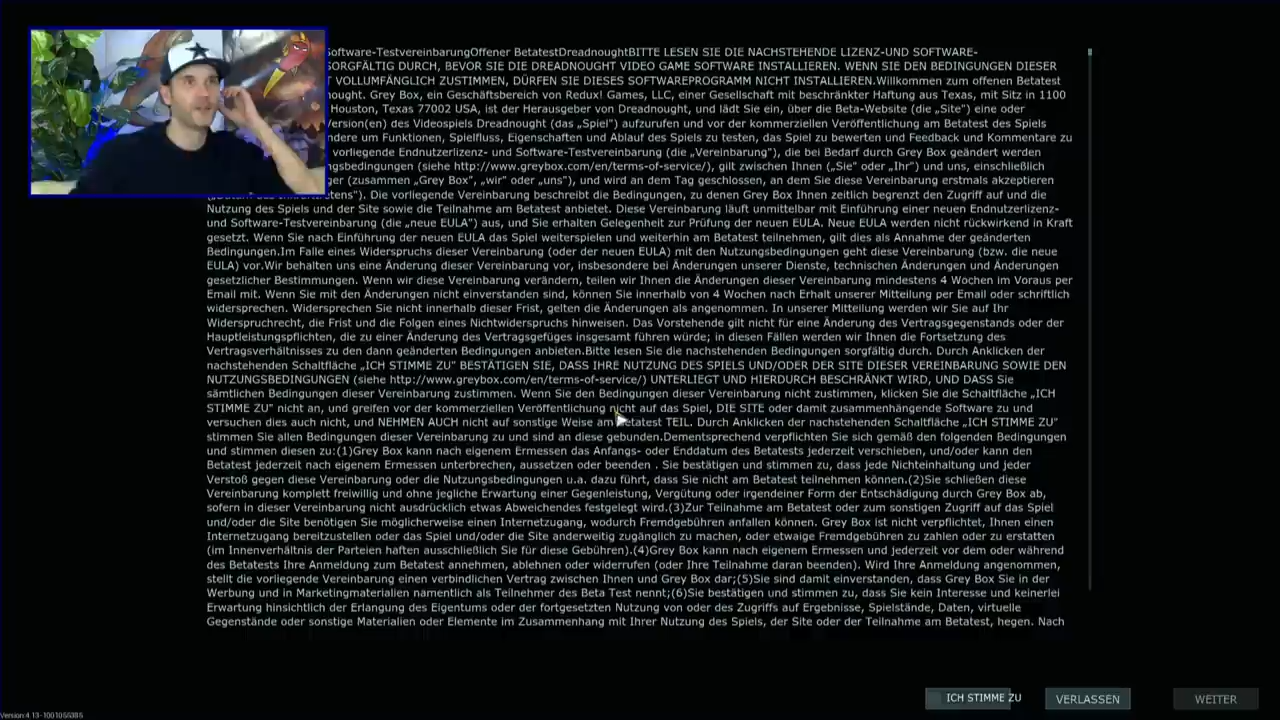 oftware-TestvereinbarungOffener BetatestDreadnoughtBITTE LESEN SIE DIE NACHSTEHENDE LIZENZ-UND SOFTWARE-
SORGFÄLTIG DURCH, BEVOR SIE DIE DREADNOUGHT VIDEO GAME SOFTWARE INSTALLIEREN. WENN SIE DEN BEDINGUNGEN DIESER
T VOLLUMFÄNGLICH ZUSTIMMEN, DÜRFEN SIE DIESES SOFTWAREPROGRAMM NICHT INSTALLIEREN.Willkommen zum offenen Betatest
nought. Grey Box, ein Geschäftsbereich von Redux! Games, LLC, einer Gesellschaft mit beschränkter Haftung aus Texas, mit Sitz in 1100
Houston, Texas 77002 USA, ist der Herausgeber von Dreadnought, und lädt Sie ein, über die Beta-Website (die „Site") eine oder
Version(en) des Videospiels Dreadnought (das „Spiel") aufzurufen und vor der kommerziellen Veröffentlichung am Betatest des Spiels
ndere um Funktionen, Spielfluss, Eigenschaften und Ablauf des Spiels zu testen, das Spiel zu bewerten und Feedback und Kommentare zu
vorliegende Endnutzerlizenz- und Software-Testvereinbarung (die „Vereinbarung"), die bei Bedarf durch Grey Box geändert werden
ngsbedingungen (siehe http://www.greybox.com/en/terms-of-service/), gilt zwischen Ihnen („Sie" oder „Ihr") und uns, einschließlich
ger (zusammen „Grey Box", „wir" oder „uns"), und wird an dem Tag geschlossen, an dem Sie diese Vereinbarung erstmals akzeptieren
Die vorliegende Vereinbarung beschreibt die Bedingungen, zu denen Grey Box Ihnen zeitlich begrenzt den Zugriff auf und die
Nutzung des Spiels und der Site sowie die Teilnahme am Betatest anbietet. Diese Vereinbarung läuft unmittelbar mit Einführung einer neuen Endnutzerlizenz-
und Software-Testvereinbarung (die „neue EULA") aus, und Sie erhalten Gelegenheit zur Prüfung der neuen EULA. Neue EULA werden nicht rückwirkend in Kraft
gesetzt. Wenn Sie nach Einführung der neuen EULA das Spiel weiterspielen und weiterhin am Betatest teilnehmen, gilt dies als Annahme der geänderten
Bedingungen.Im Falle eines Widerspruchs dieser Vereinbarung (oder der neuen EULA) mit den Nutzungsbedingungen geht diese Vereinbarung (bzw. die neue
EULA) vor.Wir behalten uns eine Änderung dieser Vereinbarung vor, insbesondere bei Änderungen unserer Dienste, technischen Änderungen und Änderungen
gesetzlicher Bestimmungen. Wenn wir diese Vereinbarung verändern, teilen wir Ihnen die Änderungen dieser Vereinbarung mindestens 4 Wochen im Voraus per
Email mit. Wenn Sie mit den Änderungen nicht einverstanden sind, können Sie innerhalb von 4 Wochen nach Erhalt unserer Mitteilung per Email oder schriftlich
widersprechen. Widersprechen Sie nicht innerhalb dieser Frist, gelten die Änderungen als angenommen. In unserer Mitteilung werden wir Sie auf Ihr
Widerspruchrecht, die Frist und die Folgen eines Nichtwiderspruchs hinweisen. Das Vorstehende gilt nicht für eine Änderung des Vertragsgegenstands oder der
Hauptleistungspflichten, die zu einer Änderung des Vertragsgefüges insgesamt führen würde; in diesen Fällen werden wir Ihnen die Fortsetzung des
Vertragsverhältnisses zu den dann geänderten Bedingungen anbieten.Bitte lesen Sie die nachstehenden Bedingungen sorgfältig durch. Durch Anklicken der
nachstehenden Schaltfläche „ICH STIMME ZU" BESTÄTIGEN SIE, DASS IHRE NUTZUNG DES SPIELS UND/ODER DER SITE DIESER VEREINBARUNG SOWIE DEN
NUTZUNGSBEDINGUNGEN (siehe http://www.greybox.com/en/terms-of-service/) UNTERLIEGT UND HIERDURCH BESCHRÄNKT WIRD, UND DASS Sie
sämtlichen Bedingungen dieser Vereinbarung zustimmen. Wenn Sie den Bedingungen dieser Vereinbarung nicht zustimmen, klicken Sie die Schaltfläche „ICH
STIMME ZU" nicht an, und greifen vor der kommerziellen Veröffentlichung nicht auf das Spiel, DIE SITE oder damit zusammenhängende Software zu und
versuchen dies auch nicht, und NEHMEN AUCH nicht auf sonstige Weise am Betatest TEIL. Durch Anklicken der nachstehenden Schaltfläche „ICH STIMME ZU"
stimmen Sie allen Bedingungen dieser Vereinbarung zu und sind an diese gebunden.Dementsprechend verpflichten Sie sich gemäß den folgenden Bedingungen
und stimmen diesen zu:(1)Grey Box kann nach eigenem Ermessen das Anfangs- oder Enddatum des Betatests jederzeit verschieben, und/oder kann den
Betatest jederzeit nach eigenem Ermessen unterbrechen, aussetzen oder beenden . Sie bestätigen und stimmen zu, dass jede Nichteinhaltung und jeder
Verstoß gegen diese Vereinbarung oder die Nutzungsbedingungen u.a. dazu führt, dass Sie nicht am Betatest teilnehmen können.(2)Sie schließen diese
Vereinbarung komplett freiwillig und ohne jegliche Erwartung einer Gegenleistung, Vergütung oder irgendeiner Form der Entschädigung durch Grey Box ab,
sofern in dieser Vereinbarung nicht ausdrücklich etwas Abweichendes festgelegt wird.(3)Zur Teilnahme am Betatest oder zum sonstigen Zugriff auf das Spiel
und/oder die Site benötigen Sie möglicherweise einen Internetzugang, wodurch Fremdgebühren anfallen können. Grey Box ist nicht verpflichtet, Ihnen einen
Internetzugang bereitzustellen oder das Spiel und/oder die Site anderweitig zugänglich zu machen, oder etwaige Fremdgebühren zu zahlen oder zu erstatten
(im Innenverhältnis der Parteien haften ausschließlich Sie für diese Gebühren).(4)Grey Box kann nach eigenem Ermessen und jederzeit vor dem oder während
des Betatests Ihre Anmeldung zum Betatest annehmen, ablehnen oder widerrufen (oder Ihre Teilnahme daran beenden). Wird Ihre Anmeldung angenommen,
stellt die vorliegende Vereinbarung einen verbindlichen Vertrag zwischen Ihnen und Grey Box dar;(5)Sie sind damit einverstanden, dass Grey Box Sie in der
Werbung und in Marketingmaterialien namentlich als Teilnehmer des Beta Test nennt;(6)Sie bestätigen und stimmen zu, dass Sie kein Interesse und keinerlei
Erwartung hinsichtlich der Erlangung des Eigentums oder der fortgesetzten Nutzung von oder des Zugriffs auf Ergebnisse, Spielstände, Daten, virtuelle
Gegenstände oder sonstige Materialien oder Elemente im Zusammenhang mit Ihrer Nutzung des Spiels, der Site oder der Teilnahme am Betatest, hegen. Nach
ICH STIMME ZU
VERLASSEN
WEITER